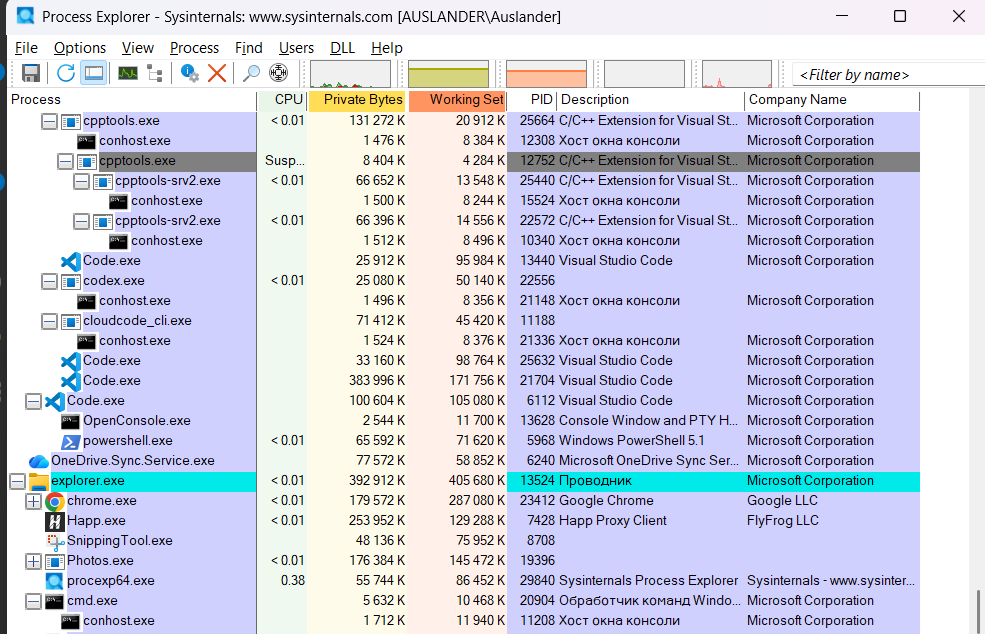 Process Explorer - Sysinternals: www.sysinternals.com [AUSLANDER\Auslander]
File Options View Process Find Users DLL Help
<Filter by name>
Process CPU Private Bytes Working Set PID Description Company Name
cpptools.exe < 0.01 131 272 K 20 912 K 25664 C/C++ Extension for Visual St... Microsoft Corporation
conhost.exe 1 476 K 8 384 K 12308 Хост окна консоли Microsoft Corporation
cpptools.exe Susp... 8 404 K 4 284 K 12752 C/C++ Extension for Visual St... Microsoft Corporation
cpptools-srv2.exe < 0.01 66 652 K 13 548 K 25440 C/C++ Extension for Visual St... Microsoft Corporation
conhost.exe 1 500 K 8 244 K 15524 Хост окна консоли Microsoft Corporation
cpptools-srv2.exe < 0.01 66 396 K 14 556 K 22572 C/C++ Extension for Visual St... Microsoft Corporation
conhost.exe 1 512 K 8 496 K 10340 Хост окна консоли Microsoft Corporation
Code.exe 25 912 K 95 984 K 13440 Visual Studio Code Microsoft Corporation
codex.exe < 0.01 25 080 K 50 140 K 22556
conhost.exe 1 496 K 8 356 K 21148 Хост окна консоли Microsoft Corporation
cloudcode_cli.exe 71 412 K 45 420 K 11188
conhost.exe 1 524 K 8 376 K 21336 Хост окна консоли Microsoft Corporation
Code.exe 33 160 K 98 764 K 25632 Visual Studio Code Microsoft Corporation
Code.exe 383 996 K 171 756 K 21704 Visual Studio Code Microsoft Corporation
Code.exe 100 604 K 105 080 K 6112 Visual Studio Code Microsoft Corporation
OpenConsole.exe 2 544 K 11 700 K 13628 Console Window and PTY H... Microsoft Corporation
powershell.exe < 0.01 65 592 K 71 620 K 5968 Windows PowerShell 5.1 Microsoft Corporation
OneDrive.Sync.Service.exe 77 572 K 58 852 K 6240 Microsoft OneDrive Sync Ser... Microsoft Corporation
explorer.exe < 0.01 392 912 K 405 680 K 13524 Проводник Microsoft Corporation
chrome.exe < 0.01 179 572 K 287 080 K 23412 Google Chrome Google LLC
Happ.exe < 0.01 253 952 K 129 288 K 7428 Happ Proxy Client FlyFrog LLC
SnippingTool.exe 48 136 K 75 952 K 8708
Photos.exe < 0.01 176 384 K 145 472 K 19396
procexp64.exe 0.38 55 744 K 86 452 K 29840 Sysinternals Process Explorer Sysinternals - www.sysinter...
cmd.exe 5 632 K 10 468 K 20904 Обработчик команд Windo... Microsoft Corporation
conhost.exe 1 712 K 11 940 K 11208 Хост окна консоли Microsoft Corporation